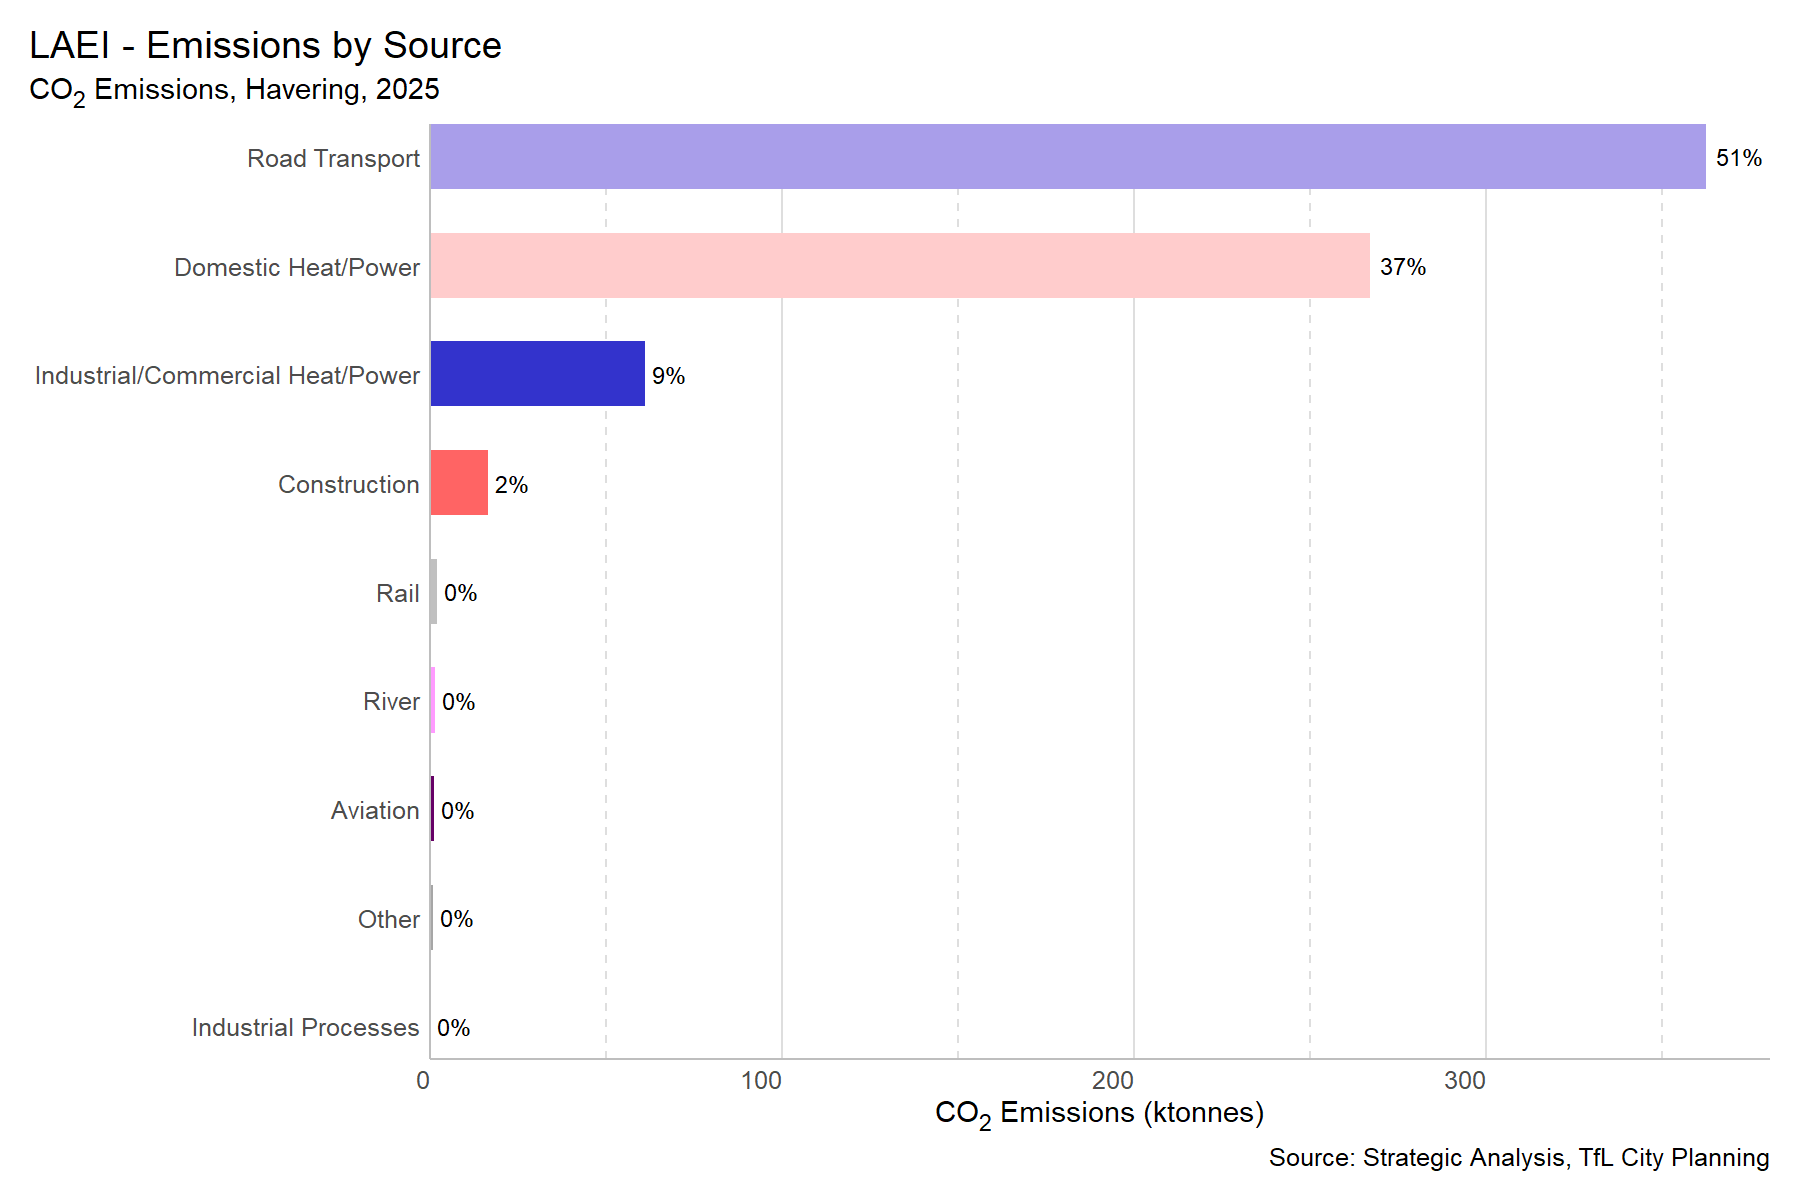 LAEI - Emissions by Source
CO₂ Emissions, Havering, 2025
Road Transport 51%
Domestic Heat/Power 37%
Industrial/Commercial Heat/Power 9%
Construction 2%
Rail 0%
River 0%
Aviation 0%
Other 0%
Industrial Processes 0%
0 100 200 300
CO₂ Emissions (ktonnes)
Source: Strategic Analysis, TfL City Planning